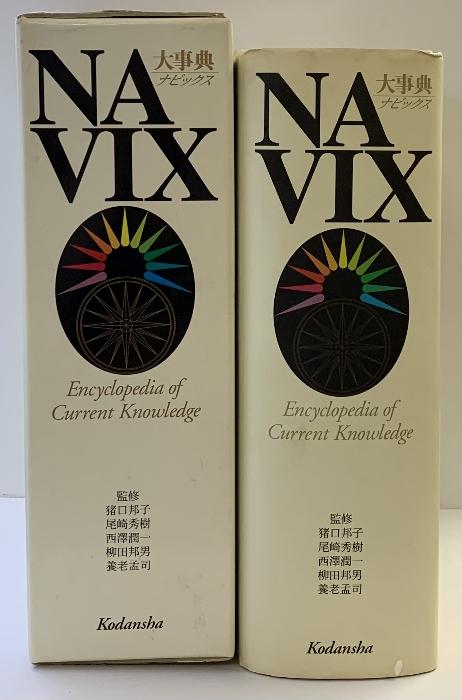 NA
大事典
ナビックス
VIX
Encyclopedia of
Current Knowledge
監修
猪口邦子
尾崎秀樹
西澤潤一
柳田邦男
養老孟司
Kodansha
NA
大事典
ナビックス
VIX
Encyclopedia of
Current Knowledge
監修
猪口邦子
尾崎秀樹
西澤潤一
柳田邦男
養老孟司
Kodansha